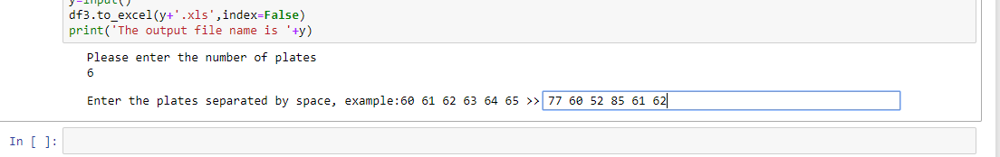 y=input()
df3.to_excel(y+'.xls',index=False)
print('The output file name is '+y)
Please enter the number of plates
6
Enter the plates separated by space, example:60 61 62 63 64 65 >> 77 60 52 85 61 62
In [ ]: